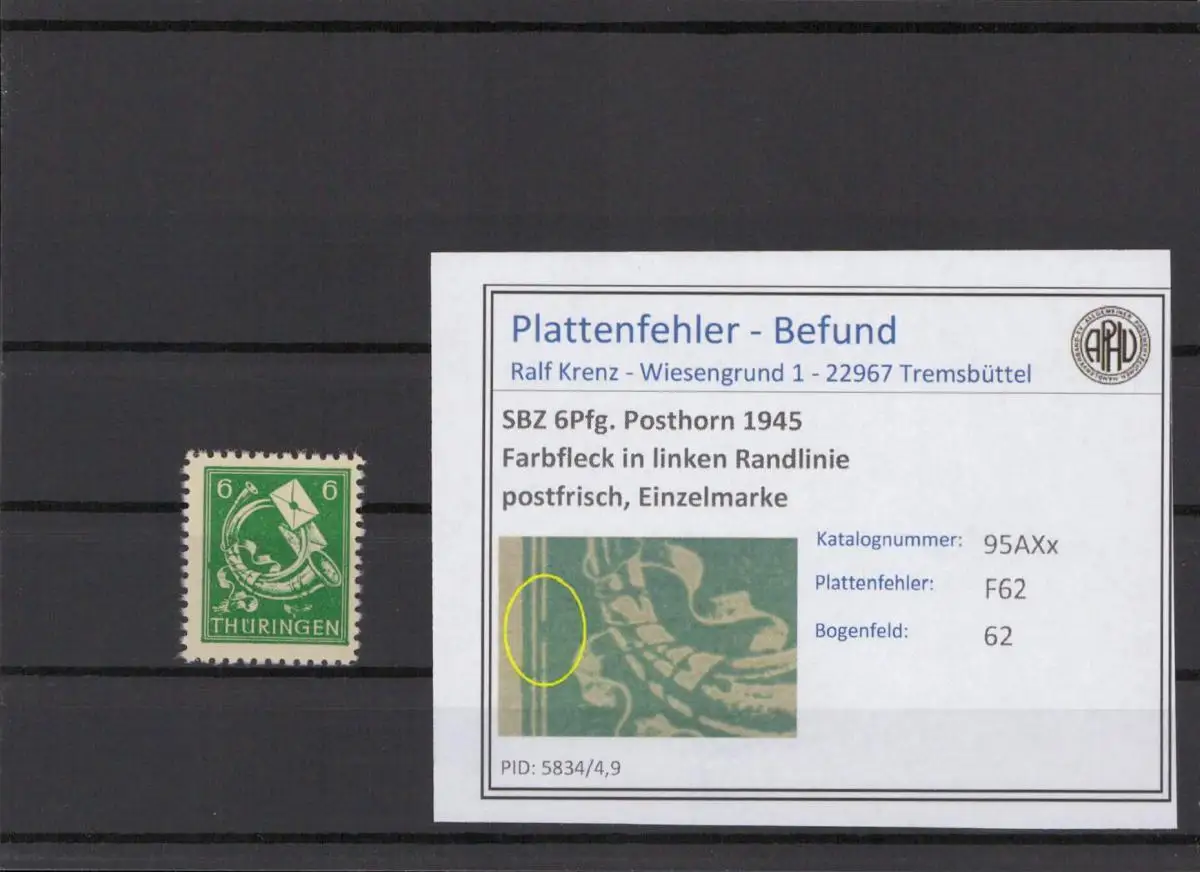 6 6
THÜRINGEN
Plattenfehler - Befund
Ralf Krenz - Wiesengrund 1 - 22967 Tremsbüttel
APHV
SBZ 6Pfg. Posthorn 1945
Farbfleck in linken Randlinie
postfrisch, Einzelmarke
Katalognummer: 95AXx
Plattenfehler: F62
Bogenfeld: 62
PID: 5834/4,9